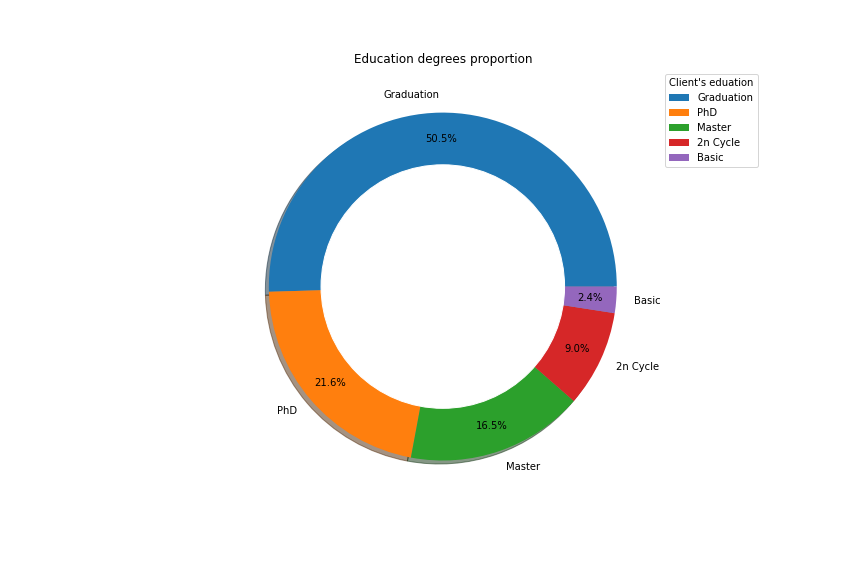 Education degrees proportion
Client's eduation
Graduation
PhD
Master
2n Cycle
Basic
Graduation
50.5%
2.4%
Basic
9.0%
2n Cycle
21.6%
PhD
16.5%
Master